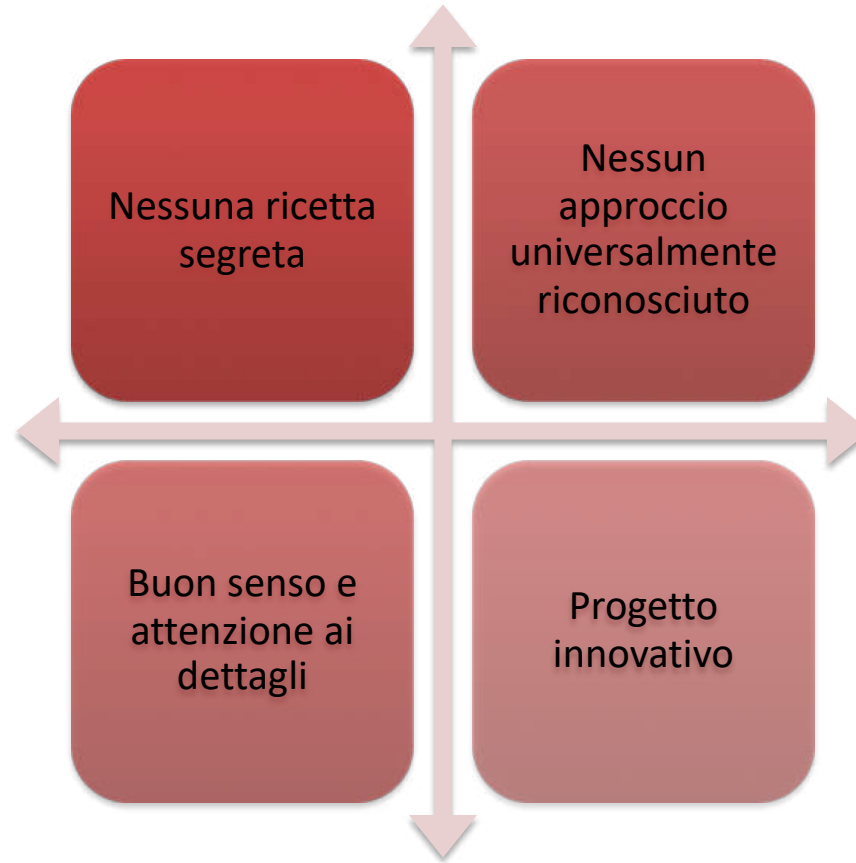 Nessuna ricetta
segreta
Nessun
approccio
universalmente
riconosciuto
Buon senso e
attenzione ai
dettagli
Progetto
innovativo